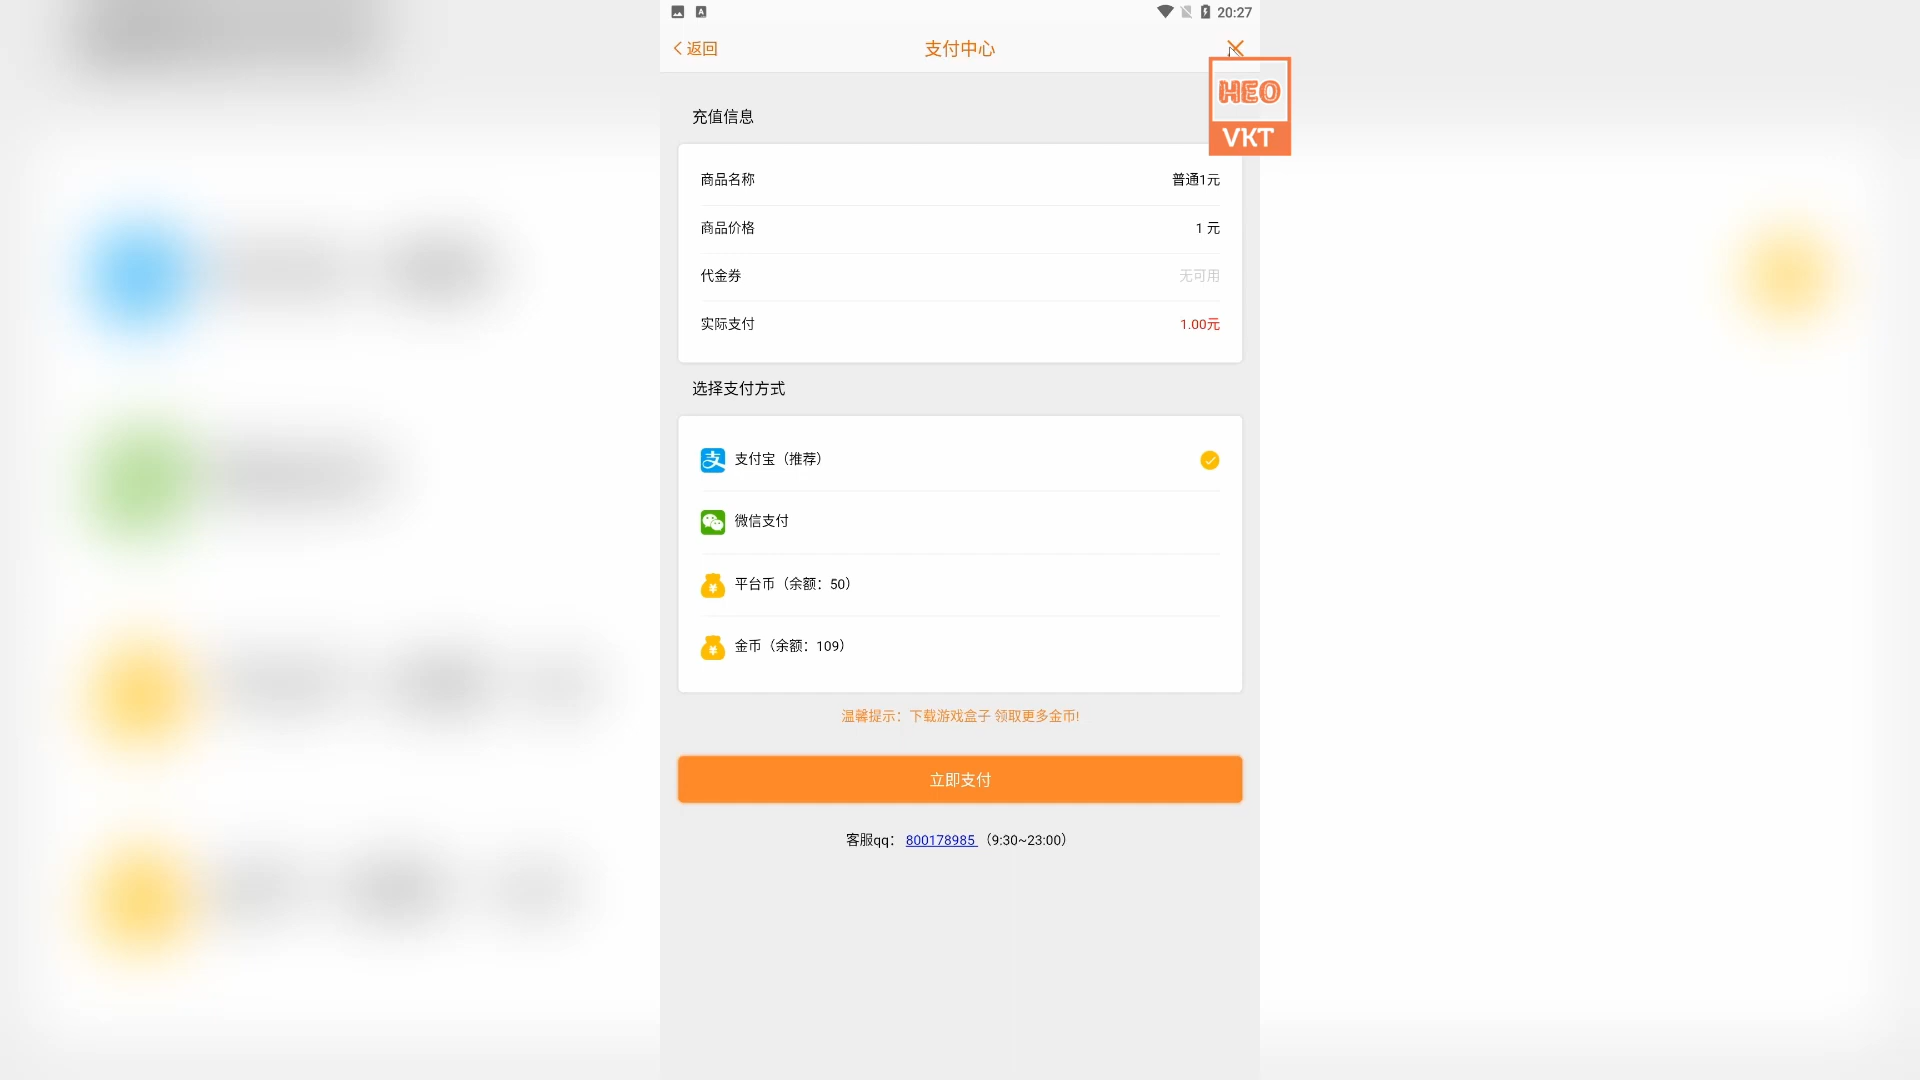 20:27
返回
支付中心
HEO
VKT
充值信息
商品名称 普通1元
商品价格 1 元
代金券 无可用
实际支付 1.00元
选择支付方式
支付宝（推荐）
微信支付
平台币（余额：50）
金币（余额：109）
温馨提示：下载游戏盒子 领取更多金币!
立即支付
客服qq： 800178985 （9:30~23:00）